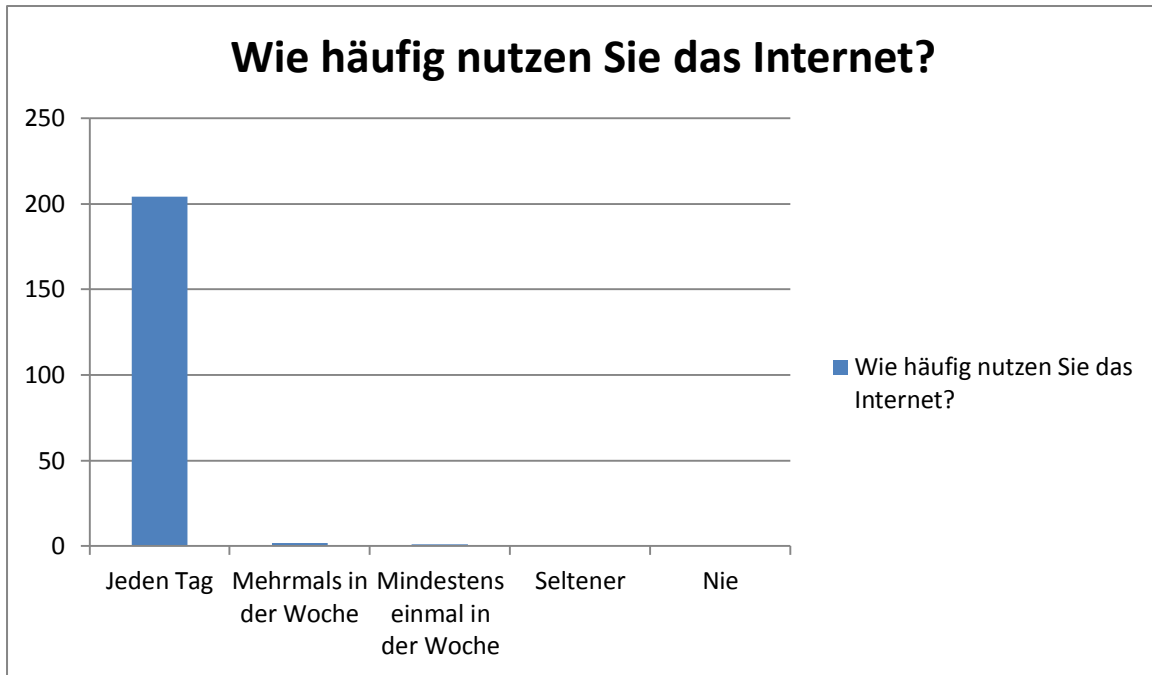 Wie häufig nutzen Sie das Internet?
250
200
150
100
50
0
Jeden Tag
Mehrmals in
der Woche
Mindestens
einmal in
der Woche
Seltener
Nie
Wie häufig nutzen Sie das
Internet?